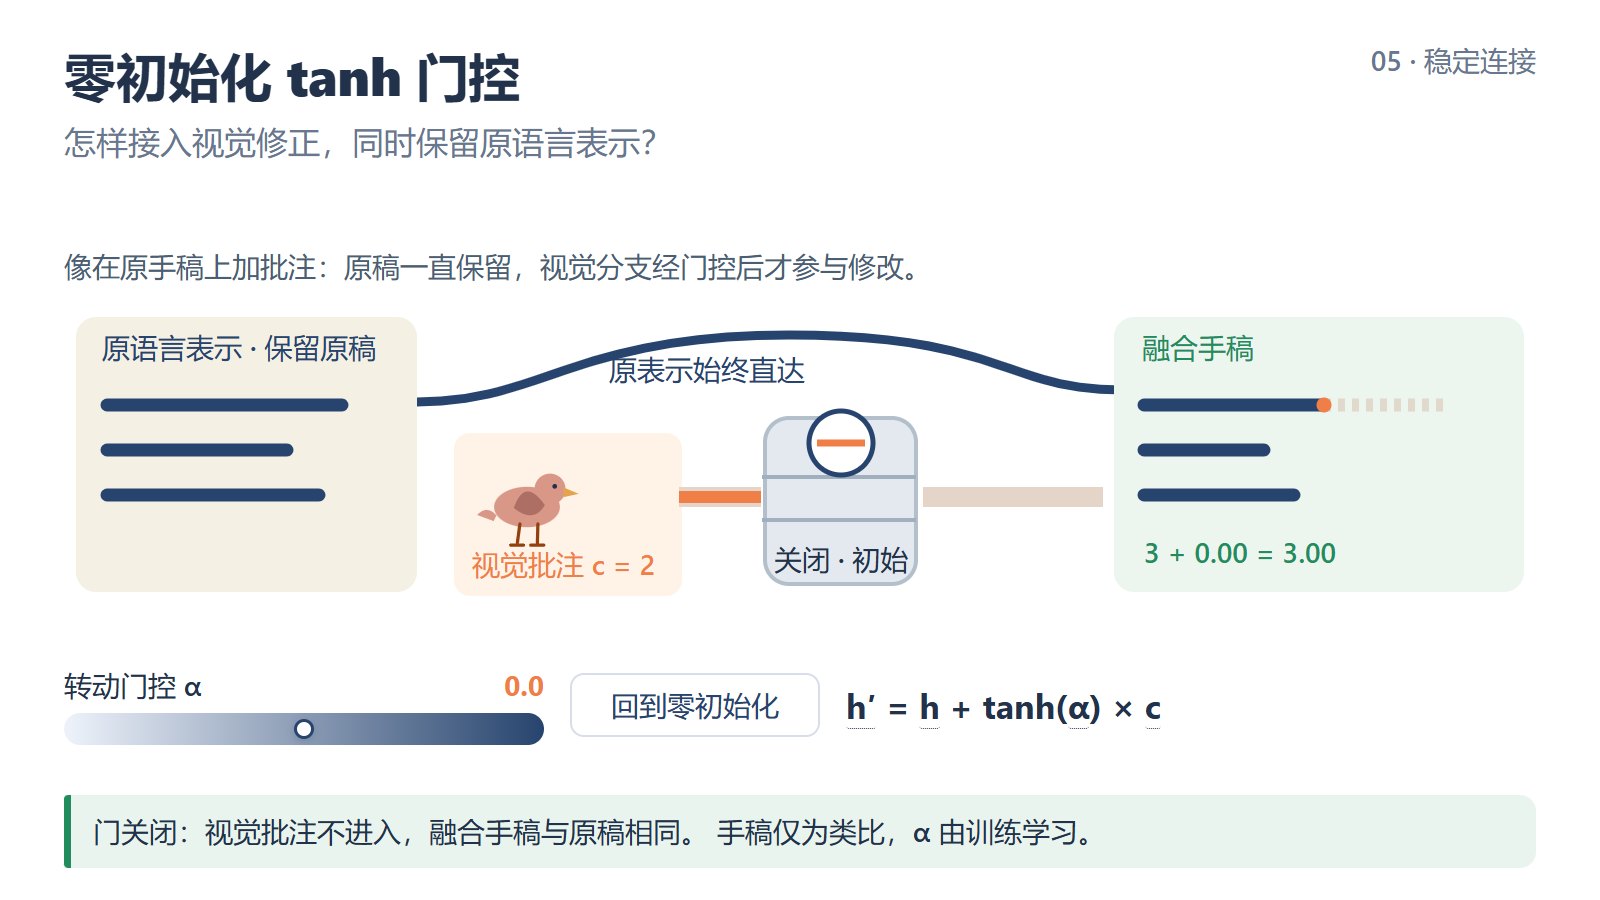 零初始化 tanh 门控
05 · 稳定连接
怎样接入视觉修正，同时保留原语言表示？
像在原手稿上加批注：原稿一直保留，视觉分支经门控后才参与修改。
原语言表示 · 保留原稿
原表示始终直达
融合手稿
视觉批注 c = 2
关闭 · 初始
3 + 0.00 = 3.00
转动门控 α
0.0
回到零初始化
h′ = h + tanh(α) × c
门关闭：视觉批注不进入，融合手稿与原稿相同。 手稿仅为类比，α 由训练学习。